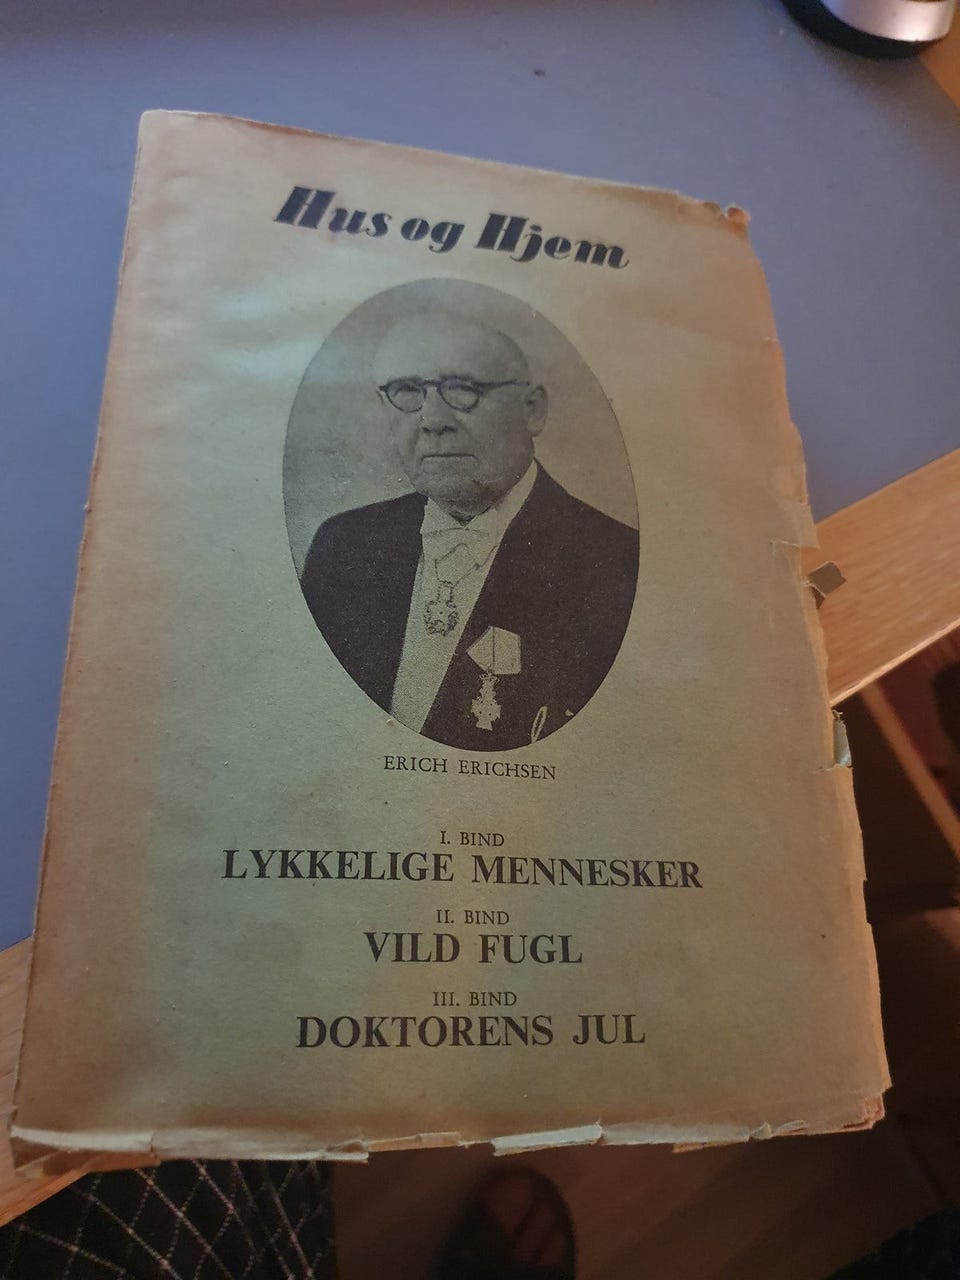 Hus og Hjem
ERICH ERICHSEN
I. BIND
LYKKELIGE MENNESKER
II. BIND
VILD FUGL
III. BIND
DOKTORENS JUL